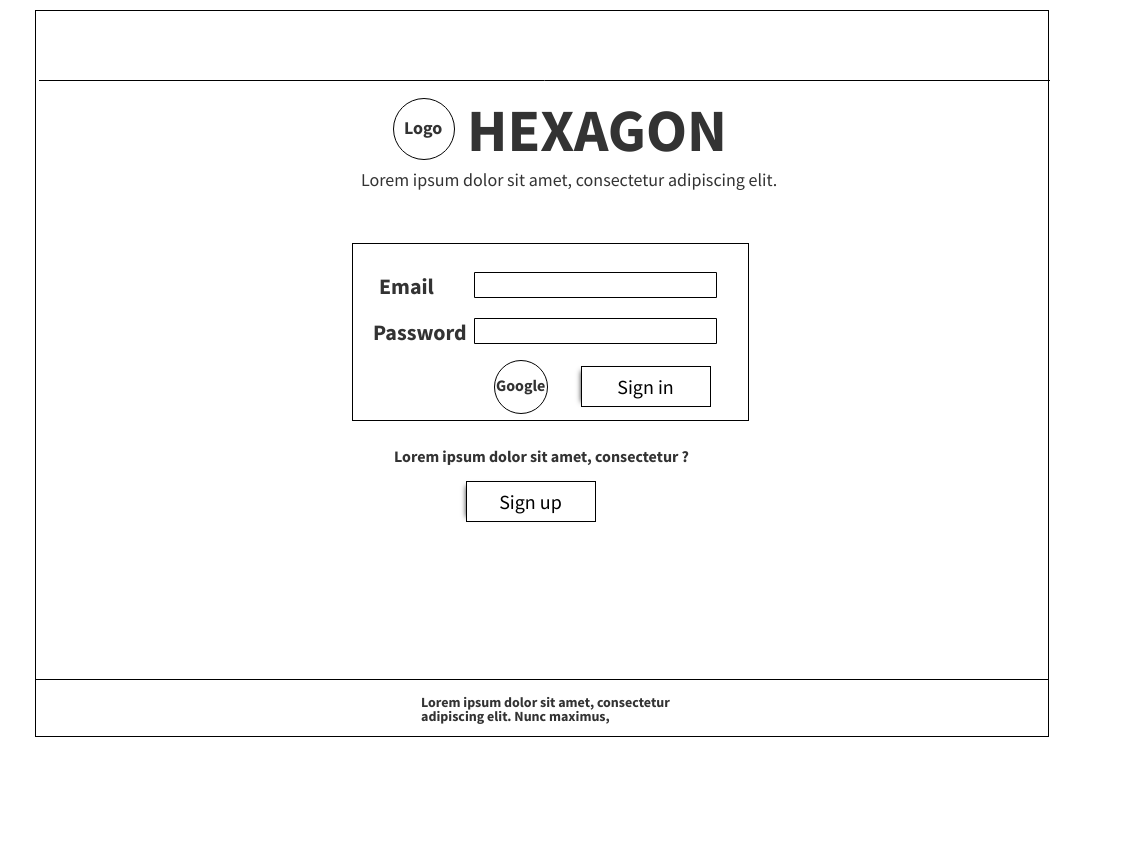 Logo
HEXAGON
Lorem ipsum dolor sit amet, consectetur adipiscing elit.
Email
Password
Google
Sign in
Lorem ipsum dolor sit amet, consectetur ?
Sign up
Lorem ipsum dolor sit amet, consectetur
adipiscing elit. Nunc maximus,